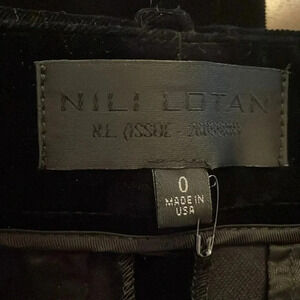 NILI LOTAN
N.L. (ISSUE -
0
MADE IN
USA